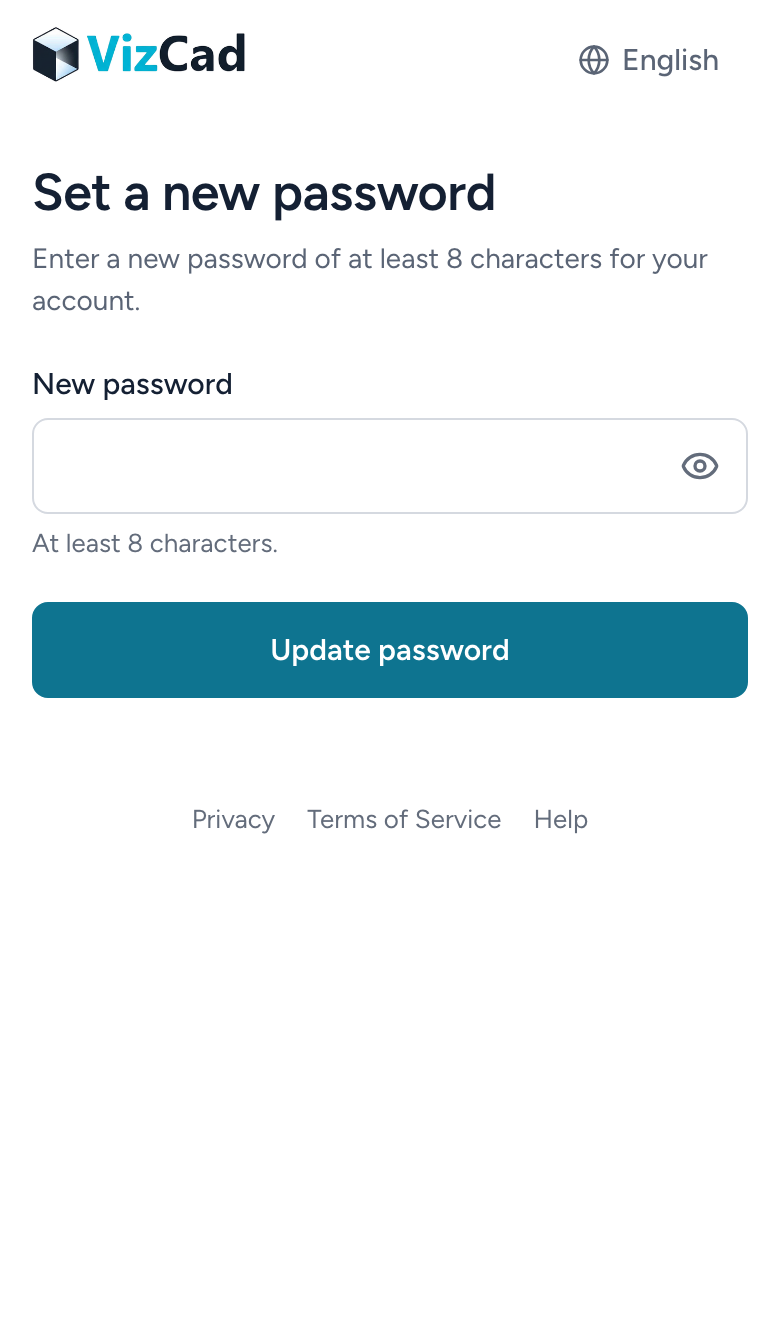 VizCad
English
Set a new password
Enter a new password of at least 8 characters for your
account.
New password
At least 8 characters.
Update password
Privacy Terms of Service Help